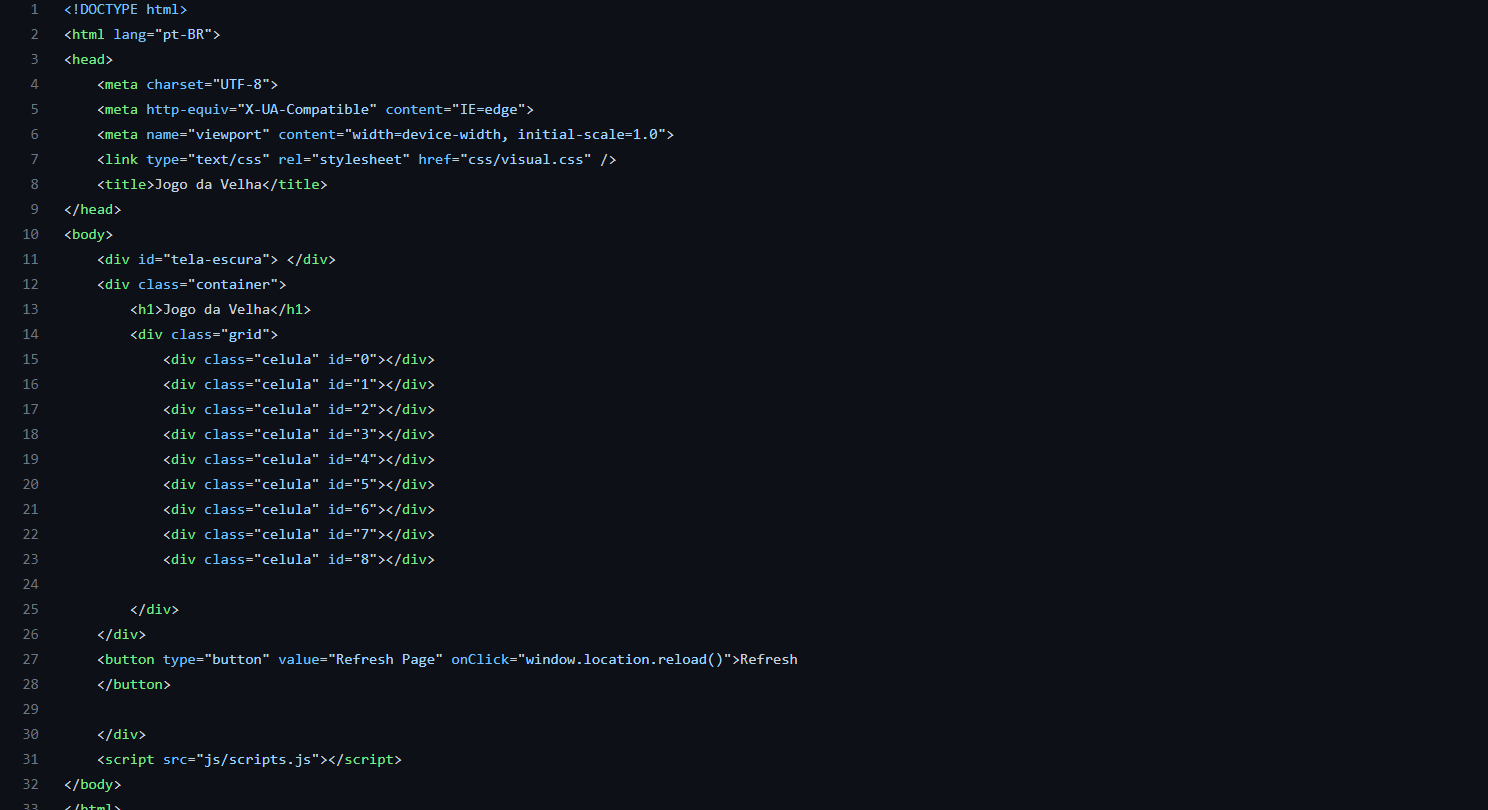 1 <!DOCTYPE html>
2 <html lang="pt-BR">
3 <head>
4     <meta charset="UTF-8">
5     <meta http-equiv="X-UA-Compatible" content="IE=edge">
6     <meta name="viewport" content="width=device-width, initial-scale=1.0">
7     <link type="text/css" rel="stylesheet" href="css/visual.css" />
8     <title>Jogo da Velha</title>
9 </head>
10 <body>
11     <div id="tela-escura"> </div>
12     <div class="container">
13         <h1>Jogo da Velha</h1>
14         <div class="grid">
15             <div class="celula" id="0"></div>
16             <div class="celula" id="1"></div>
17             <div class="celula" id="2"></div>
18             <div class="celula" id="3"></div>
19             <div class="celula" id="4"></div>
20             <div class="celula" id="5"></div>
21             <div class="celula" id="6"></div>
22             <div class="celula" id="7"></div>
23             <div class="celula" id="8"></div>
24
25         </div>
26     </div>
27     <button type="button" value="Refresh Page" onClick="window.location.reload()">Refresh
28     </button>
29
30     </div>
31     <script src="js/scripts.js"></script>
32 </body>
33 </html>